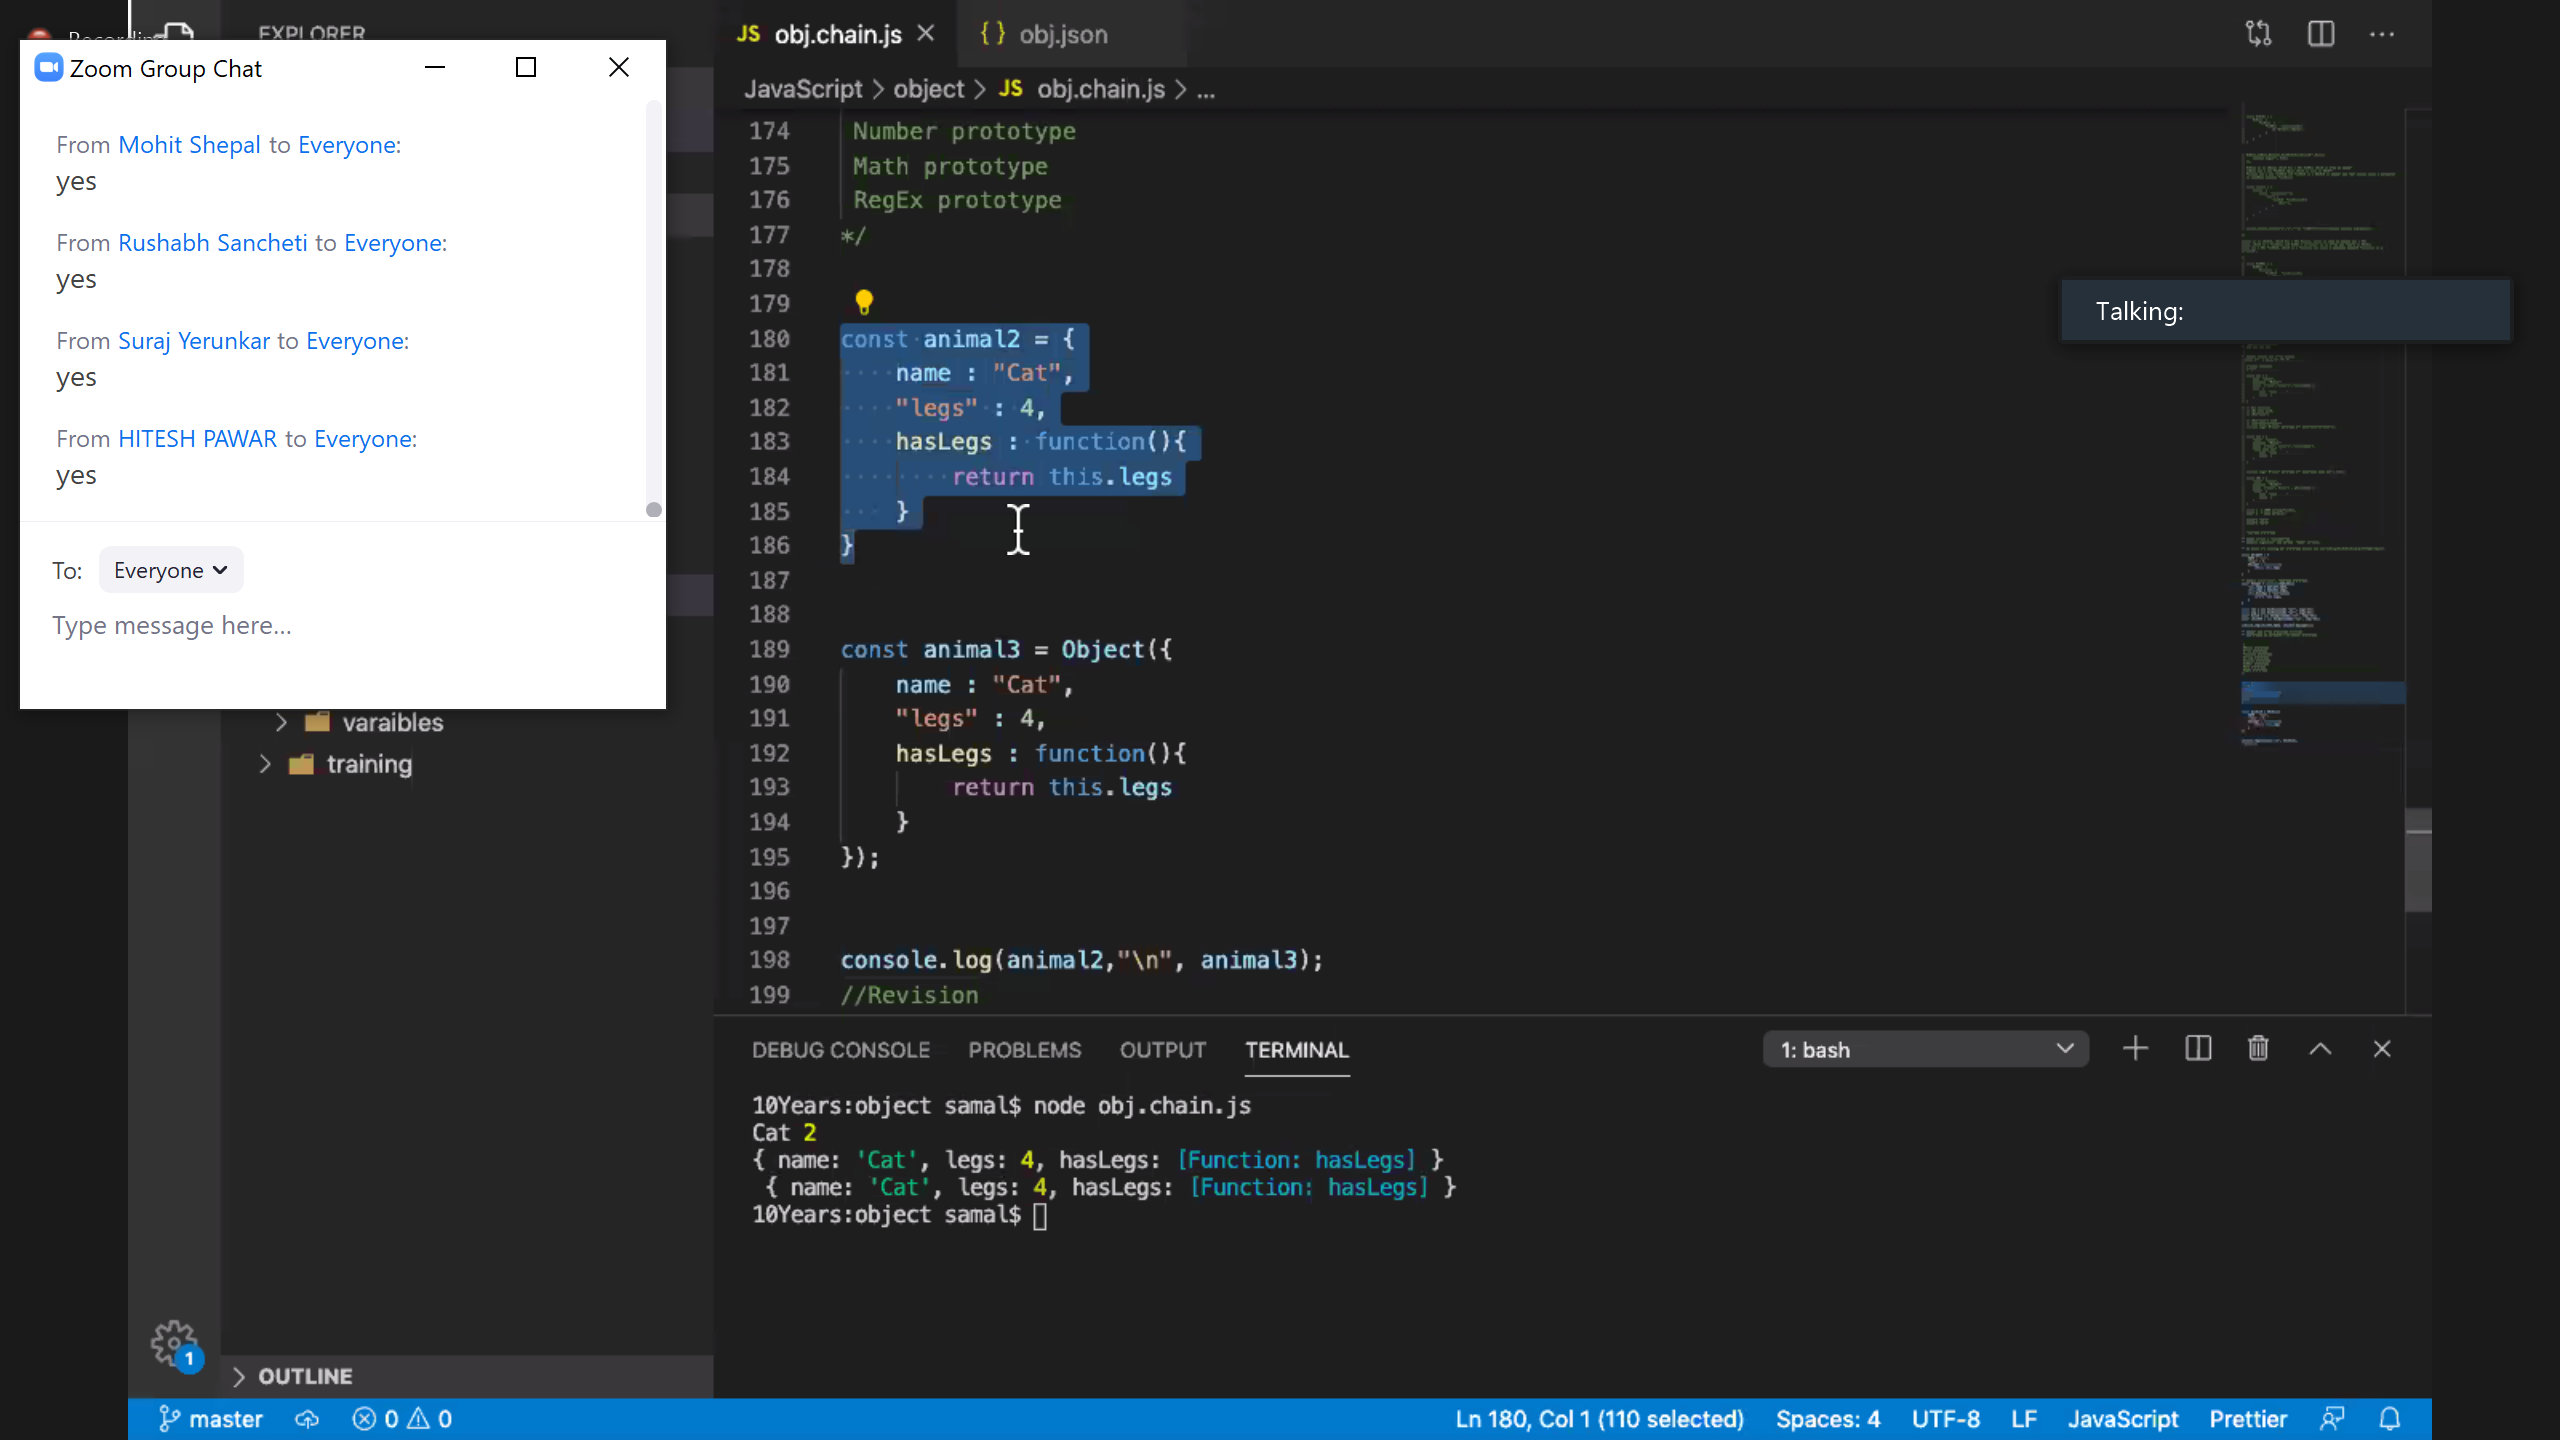 Recording
EXPLORER
Zoom Group Chat
From Mohit Shepal to Everyone:
yes
From Rushabh Sancheti to Everyone:
yes
From Suraj Yerunkar to Everyone:
yes
From HITESH PAWAR to Everyone:
yes
To: Everyone
Type message here...
varaibles
training
OUTLINE
JS obj.chain.js
{ } obj.json
JavaScript > object > JS obj.chain.js > ...
174 Number prototype
175 Math prototype
176 RegEx prototype
177 */
178
179
180 const animal2 = {
181 name : "Cat",
182 "legs" : 4,
183 hasLegs : function(){
184 return this.legs
185 }
186 }
187
188
189 const animal3 = Object({
190 name : "Cat",
191 "legs" : 4,
192 hasLegs : function(){
193 return this.legs
194 }
195 });
196
197
198 console.log(animal2,"\n", animal3);
199 //Revision
Talking:
DEBUG CONSOLE PROBLEMS OUTPUT TERMINAL
1: bash
10Years:object samal$ node obj.chain.js
Cat 2
{ name: 'Cat', legs: 4, hasLegs: [Function: hasLegs] }
{ name: 'Cat', legs: 4, hasLegs: [Function: hasLegs] }
10Years:object samal$
1
master 0 0 Ln 180, Col 1 (110 selected) Spaces: 4 UTF-8 LF JavaScript Prettier